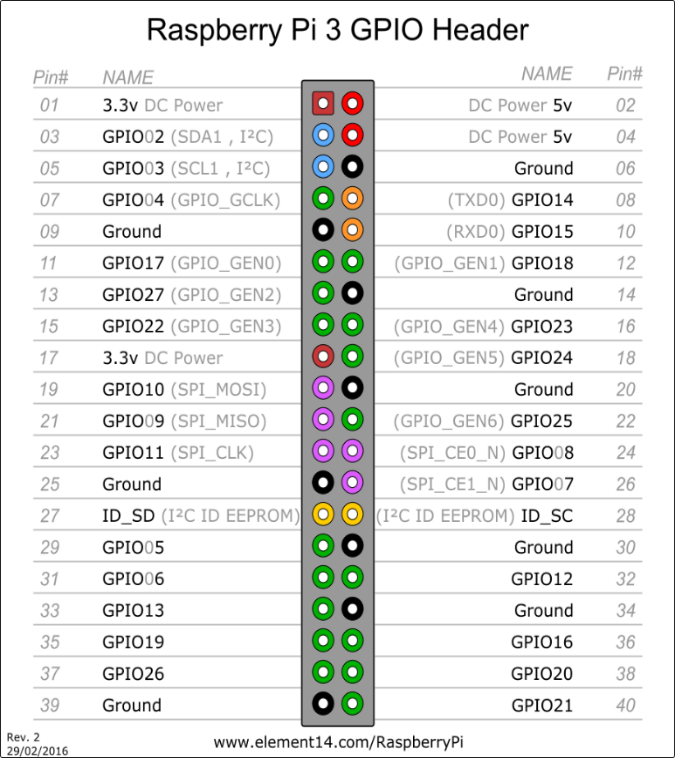 Raspberry Pi 3 GPIO Header
Pin# NAME NAME Pin#
01 3.3v DC Power DC Power 5v 02
03 GPIO02 (SDA1 , I²C) DC Power 5v 04
05 GPIO03 (SCL1 , I²C) Ground 06
07 GPIO04 (GPIO_GCLK) (TXD0) GPIO14 08
09 Ground (RXD0) GPIO15 10
11 GPIO17 (GPIO_GEN0) (GPIO_GEN1) GPIO18 12
13 GPIO27 (GPIO_GEN2) Ground 14
15 GPIO22 (GPIO_GEN3) (GPIO_GEN4) GPIO23 16
17 3.3v DC Power (GPIO_GEN5) GPIO24 18
19 GPIO10 (SPI_MOSI) Ground 20
21 GPIO09 (SPI_MISO) (GPIO_GEN6) GPIO25 22
23 GPIO11 (SPI_CLK) (SPI_CE0_N) GPIO08 24
25 Ground (SPI_CE1_N) GPIO07 26
27 ID_SD (I²C ID EEPROM) (I²C ID EEPROM) ID_SC 28
29 GPIO05 Ground 30
31 GPIO06 GPIO12 32
33 GPIO13 Ground 34
35 GPIO19 GPIO16 36
37 GPIO26 GPIO20 38
39 Ground GPIO21 40
Rev. 2
29/02/2016
www.element14.com/RaspberryPi